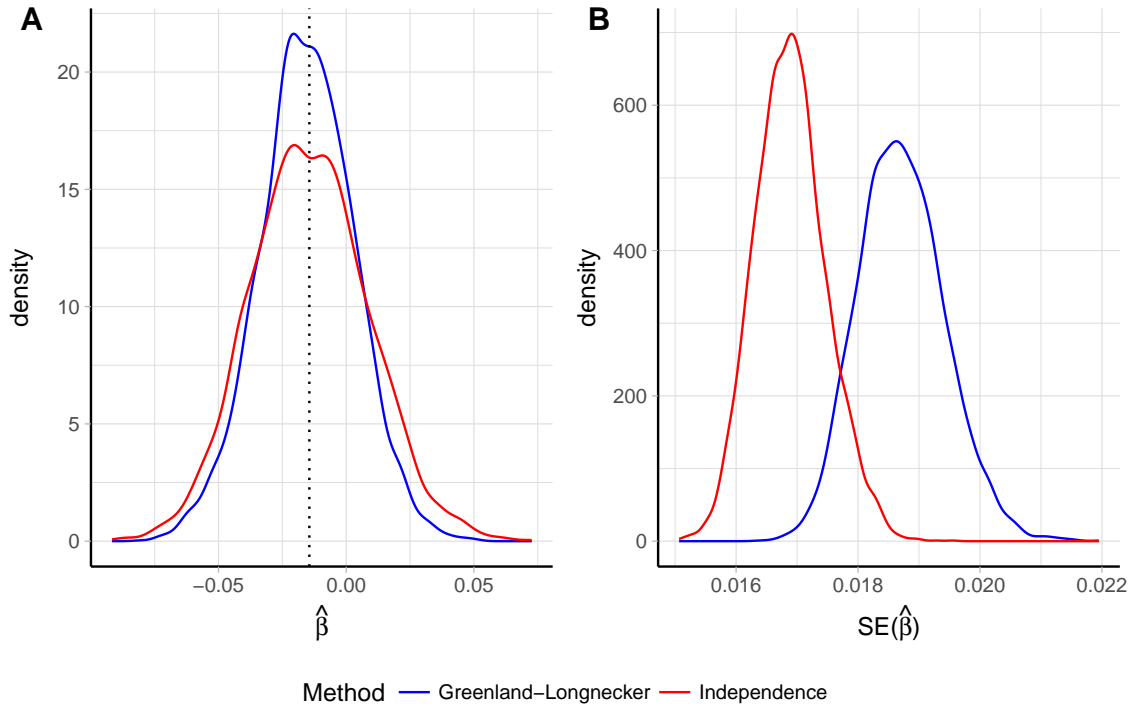 A
B
20
15
10
5
0
density
−0.05
0.00
0.05
β̂
600
400
200
0
density
0.016
0.018
0.020
0.022
SE(β̂)
Method Greenland−Longnecker Independence